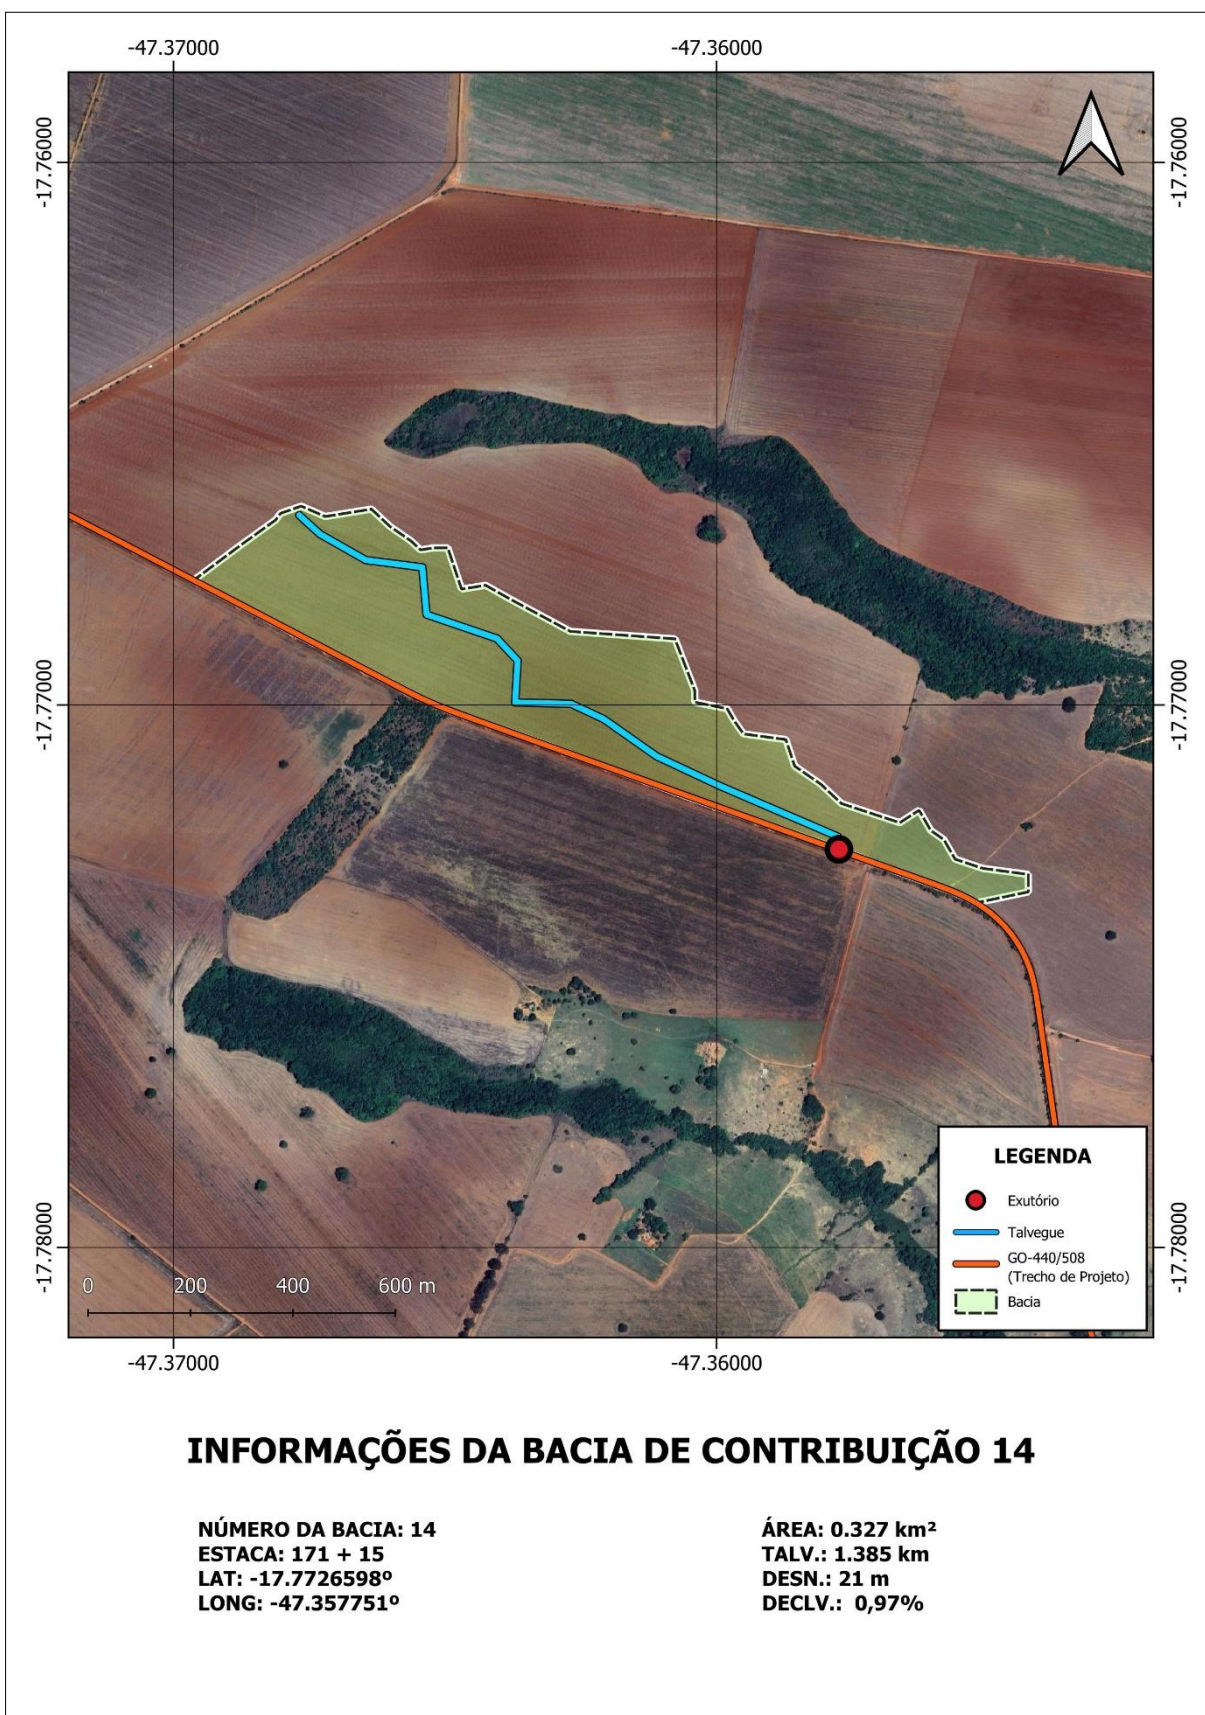 -47.37000 -47.36000
-17.76000 -17.76000
-17.77000 -17.77000
-17.78000 -17.78000
LEGENDA
Exutório
Talvegue
GO-440/508
(Trecho de Projeto)
Bacia
0 200 400 600 m
-47.37000 -47.36000
INFORMAÇÕES DA BACIA DE CONTRIBUIÇÃO 14
NÚMERO DA BACIA: 14
ESTACA: 171 + 15
LAT: -17.7726598º
LONG: -47.357751º
ÁREA: 0.327 km²
TALV.: 1.385 km
DESN.: 21 m
DECLV.: 0,97%